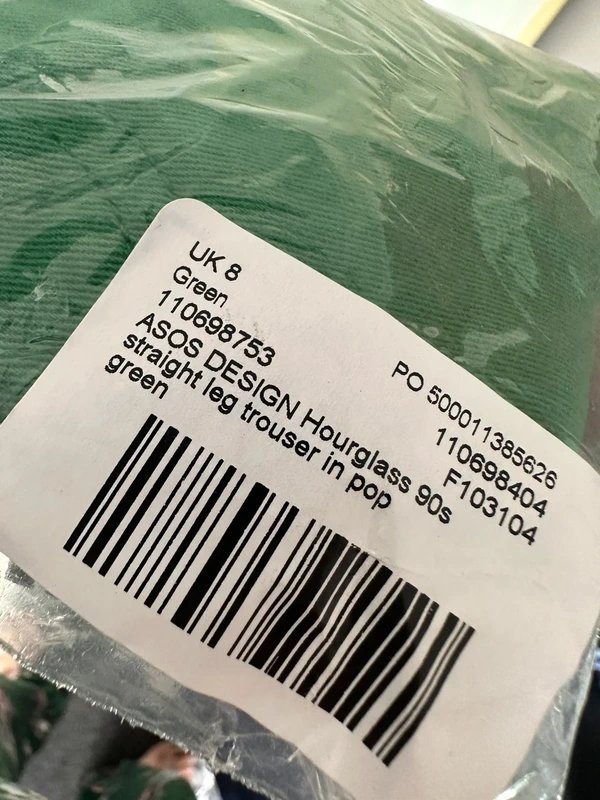 UK 8
Green
110698753
ASOS DESIGN Hourglass 90s
straight leg trouser in pop
green
PO 500011385626
110698404
F103104